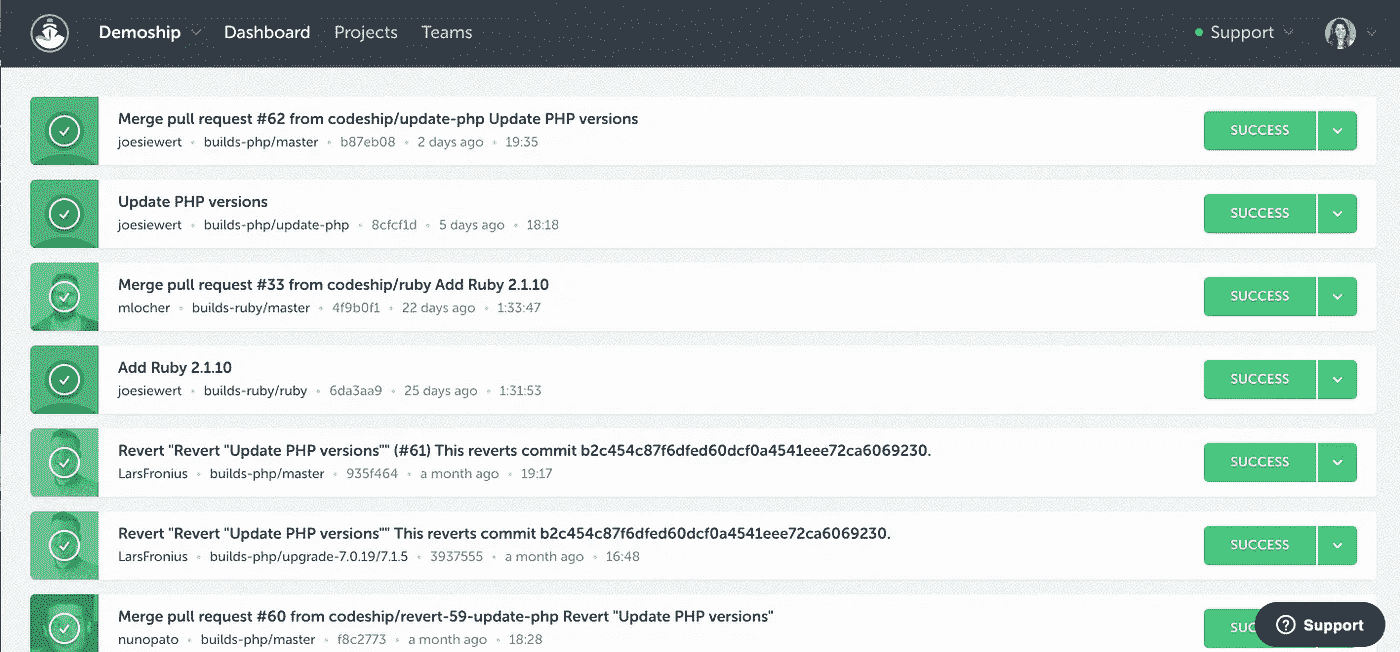 Demoship Dashboard Projects Teams Support
Merge pull request #62 from codeship/update-php Update PHP versions
joesiewert • builds-php/master • b87eb08 • 2 days ago • 19:35
SUCCESS
Update PHP versions
joesiewert • builds-php/update-php • 8cfcf1d • 5 days ago • 18:18
SUCCESS
Merge pull request #33 from codeship/ruby Add Ruby 2.1.10
mlocher • builds-ruby/master • 4f9b0f1 • 22 days ago • 1:33:47
SUCCESS
Add Ruby 2.1.10
joesiewert • builds-ruby/ruby • 6da3aa9 • 25 days ago • 1:31:53
SUCCESS
Revert "Revert "Update PHP versions"" (#61) This reverts commit b2c454c87f6dfed60dcf0a4541eee72ca6069230.
LarsFronius • builds-php/master • 935f464 • a month ago • 19:17
SUCCESS
Revert "Revert "Update PHP versions"" This reverts commit b2c454c87f6dfed60dcf0a4541eee72ca6069230.
LarsFronius • builds-php/upgrade-7.0.19/7.1.5 • 3937555 • a month ago • 16:48
SUCCESS
Merge pull request #60 from codeship/revert-59-update-php Revert "Update PHP versions"
nunopato • builds-php/master • f8c2773 • a month ago • 18:28
SUC
Support